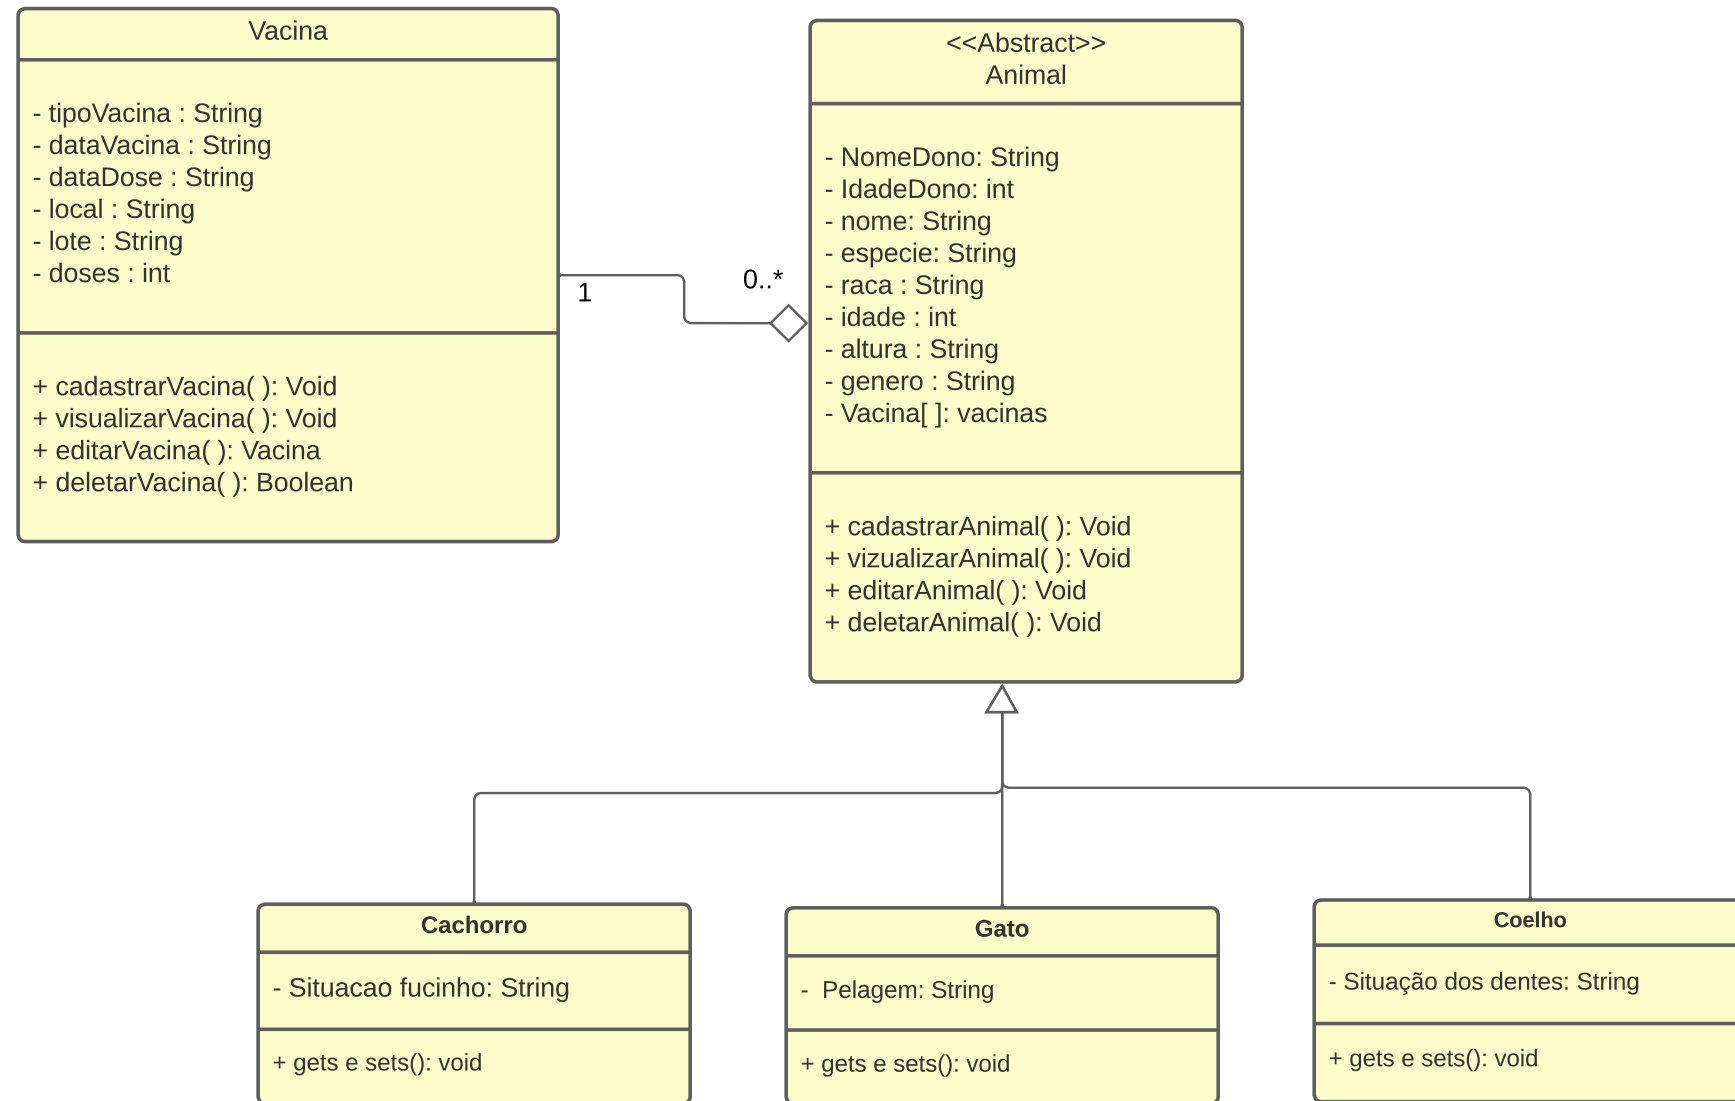 Vacina
- tipoVacina : String
- dataVacina : String
- dataDose : String
- local : String
- lote : String
- doses : int
+ cadastrarVacina( ): Void
+ visualizarVacina( ): Void
+ editarVacina( ): Vacina
+ deletarVacina( ): Boolean
1
0..*
<<Abstract>>
Animal
- NomeDono: String
- IdadeDono: int
- nome: String
- especie: String
- raca : String
- idade : int
- altura : String
- genero : String
- Vacina[ ]: vacinas
+ cadastrarAnimal( ): Void
+ vizualizarAnimal( ): Void
+ editarAnimal( ): Void
+ deletarAnimal( ): Void
Cachorro
- Situacao fucinho: String
+ gets e sets(): void
Gato
- Pelagem: String
+ gets e sets(): void
Coelho
- Situação dos dentes: String
+ gets e sets(): void